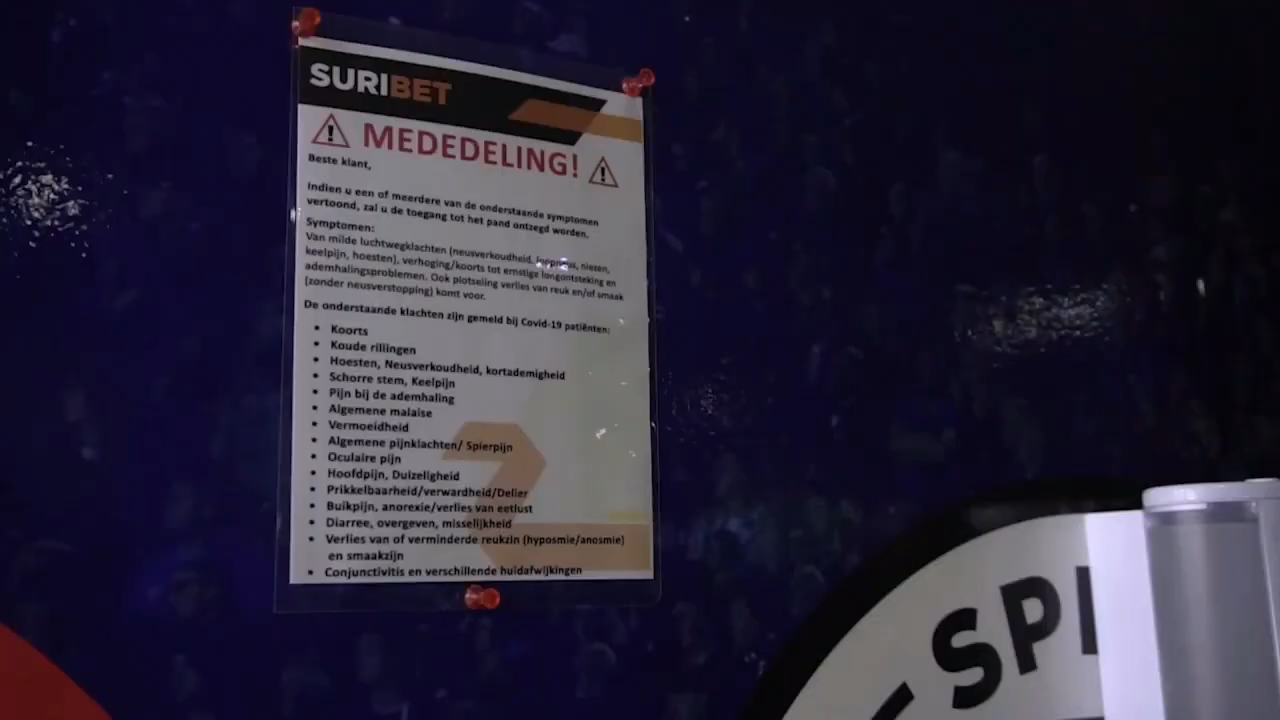 SURIBET
MEDEDELING!
Beste klant,
Indien u een of meerdere van de onderstaande symptomen
vertoond, zal u de toegang tot het pand ontzegd worden.
Symptomen:
Van milde luchtwegklachten (neusverkoudheid, loopneus, niezen,
keelpijn, hoesten), verhoging/koorts tot ernstige longontsteking en
ademhalingsproblemen. Ook plotseling verlies van reuk en/of smaak
(zonder neusverstopping) komt voor.
De onderstaande klachten zijn gemeld bij Covid-19 patiënten:
• Koorts
• Koude rillingen
• Hoesten, Neusverkoudheid, kortademigheid
• Schorre stem, Keelpijn
• Pijn bij de ademhaling
• Algemene malaise
• Vermoeidheid
• Algemene pijnklachten/ Spierpijn
• Oculaire pijn
• Hoofdpijn, Duizeligheid
• Prikkelbaarheid/verwardheid/Delier
• Buikpijn, anorexie/verlies van eetlust
• Diarree, overgeven, misselijkheid
• Verlies van of verminderde reukzin (hyposmie/anosmie)
en smaakzijn
• Conjunctivitis en verschillende huidafwijkingen
SP